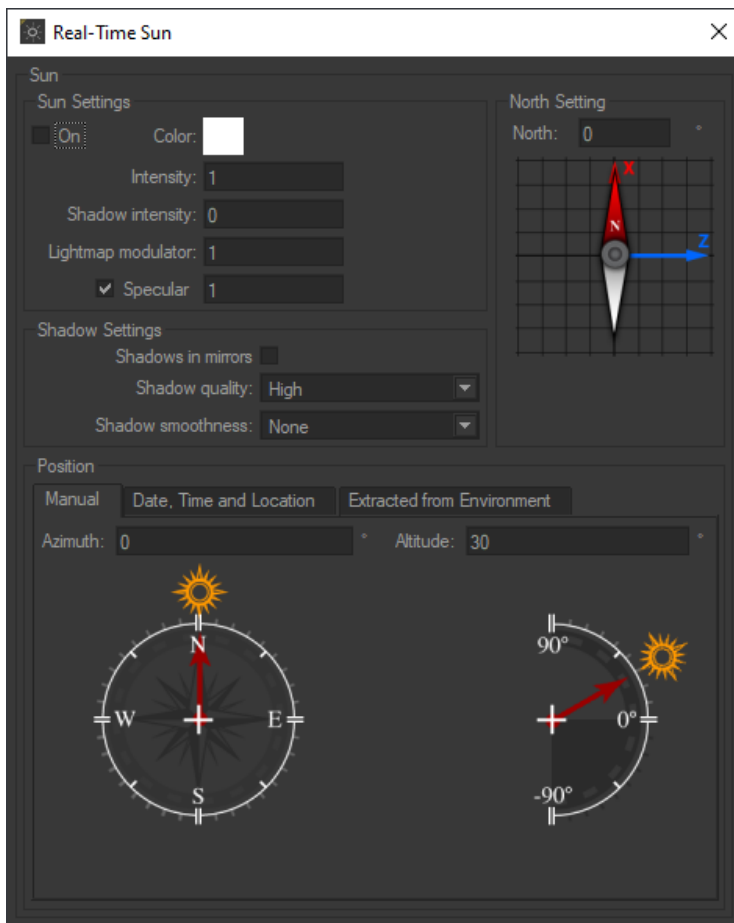 Real-Time Sun
Sun
Sun Settings
On Color:
Intensity: 1
Shadow intensity: 0
Lightmap modulator: 1
Specular 1
North Setting
North: 0 °
X
N
Z
Shadow Settings
Shadows in mirrors
Shadow quality: High
Shadow smoothness: None
Position
Manual Date, Time and Location Extracted from Environment
Azimuth: 0 ° Altitude: 30 °
N
W E
S
90°
0°
-90°